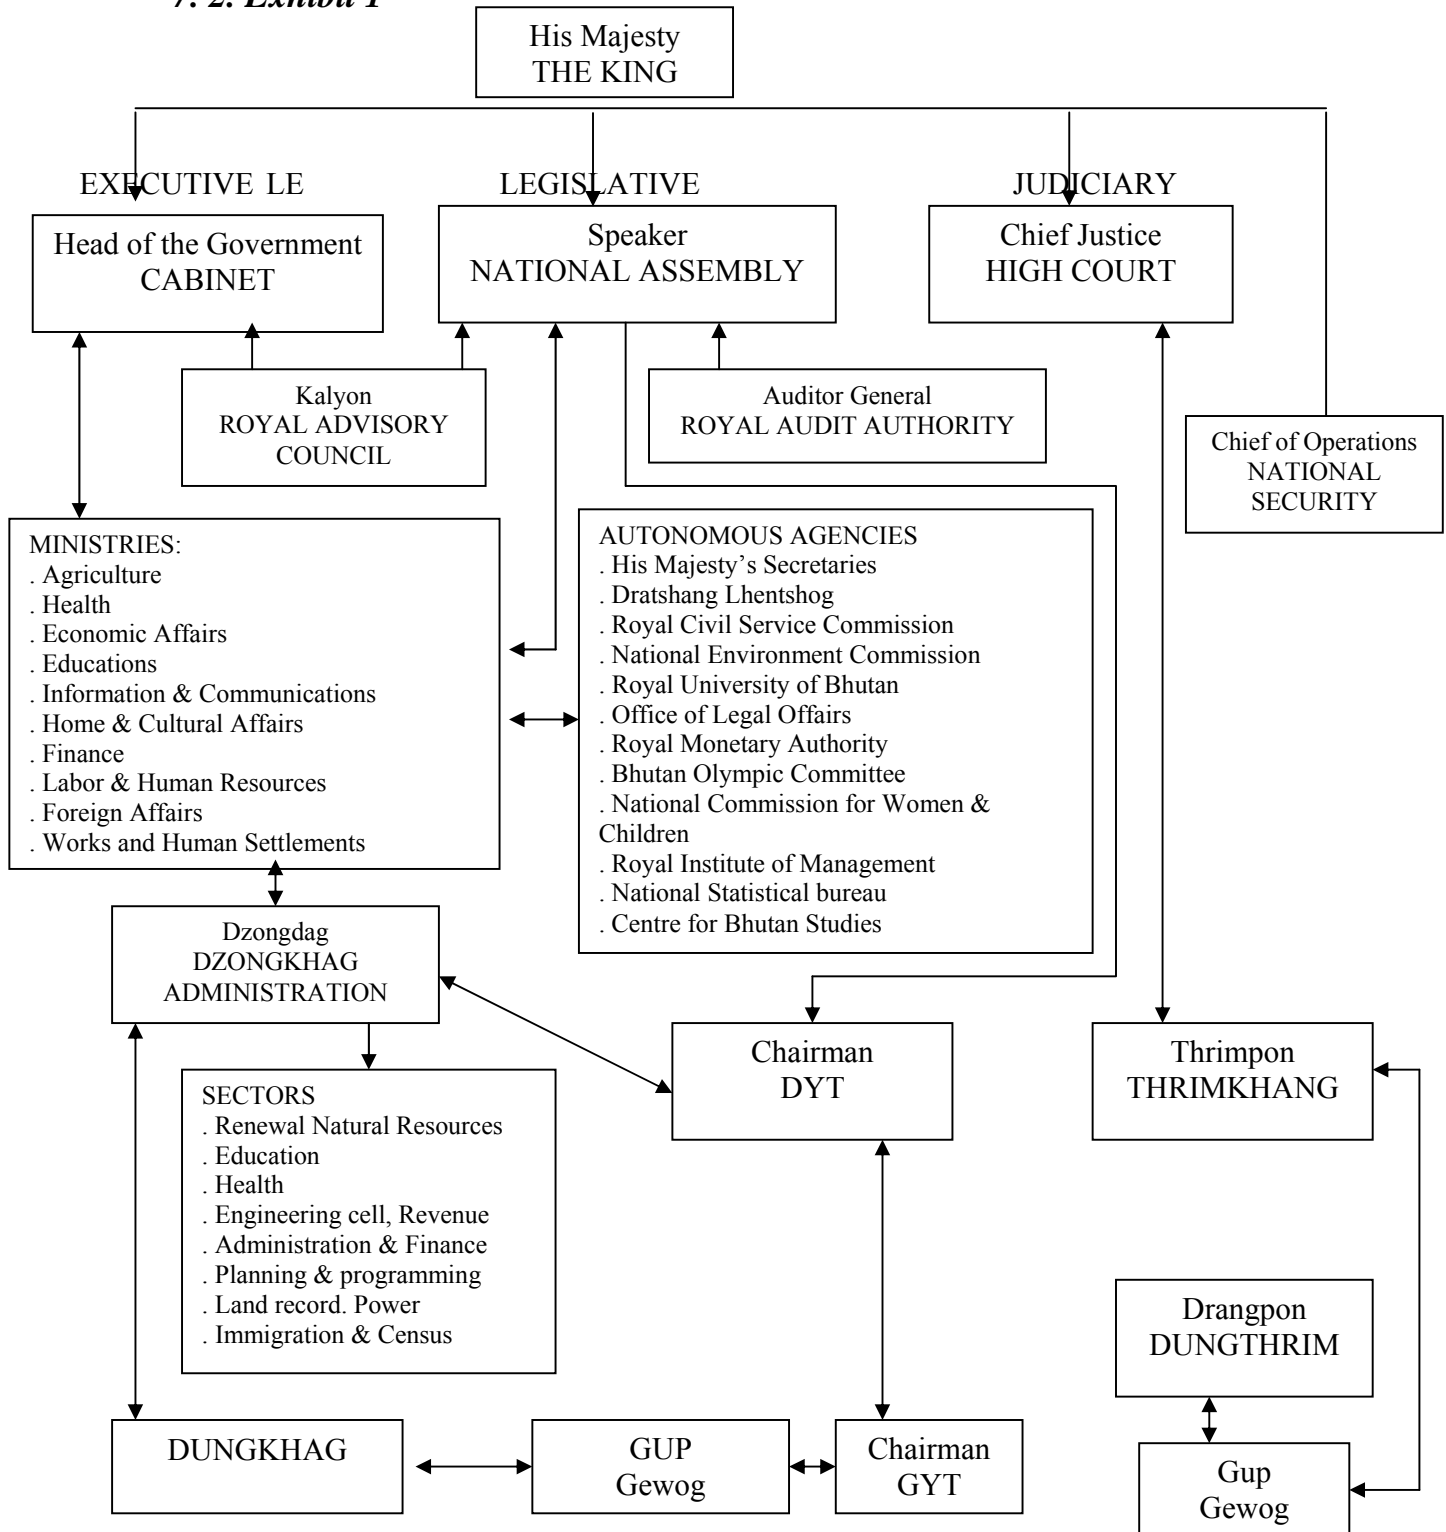 7. 2. Exhibit 1
His Majesty
THE KING
EXECUTIVE LE
LEGISLATIVE
JUDICIARY
Head of the Government
CABINET
Speaker
NATIONAL ASSEMBLY
Chief Justice
HIGH COURT
Kalyon
ROYAL ADVISORY
COUNCIL
Auditor General
ROYAL AUDIT AUTHORITY
Chief of Operations
NATIONAL
SECURITY
MINISTRIES:
. Agriculture
. Health
. Economic Affairs
. Educations
. Information & Communications
. Home & Cultural Affairs
. Finance
. Labor & Human Resources
. Foreign Affairs
. Works and Human Settlements
AUTONOMOUS AGENCIES
. His Majesty’s Secretaries
. Dratshang Lhentshog
. Royal Civil Service Commission
. National Environment Commission
. Royal University of Bhutan
. Office of Legal Offairs
. Royal Monetary Authority
. Bhutan Olympic Committee
. National Commission for Women &
Children
. Royal Institute of Management
. National Statistical bureau
. Centre for Bhutan Studies
Dzongdag
DZONGKHAG
ADMINISTRATION
Chairman
DYT
Thrimpon
THRIMKHANG
SECTORS
. Renewal Natural Resources
. Education
. Health
. Engineering cell, Revenue
. Administration & Finance
. Planning & programming
. Land record. Power
. Immigration & Census
Drangpon
DUNGTHRIM
DUNGKHAG
GUP
Gewog
Chairman
GYT
Gup
Gewog